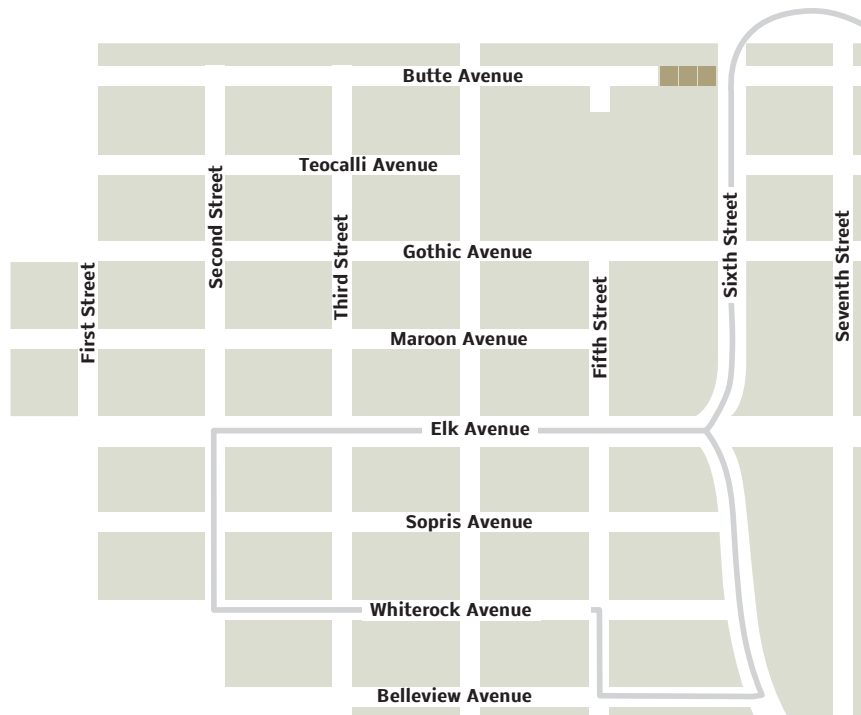 Butte Avenue
Teocalli Avenue
Second Street
Third Street
Gothic Avenue
Sixth Street
Seventh Street
First Street
Fifth Street
Maroon Avenue
Elk Avenue
Sopris Avenue
Whiterock Avenue
Belleview Avenue